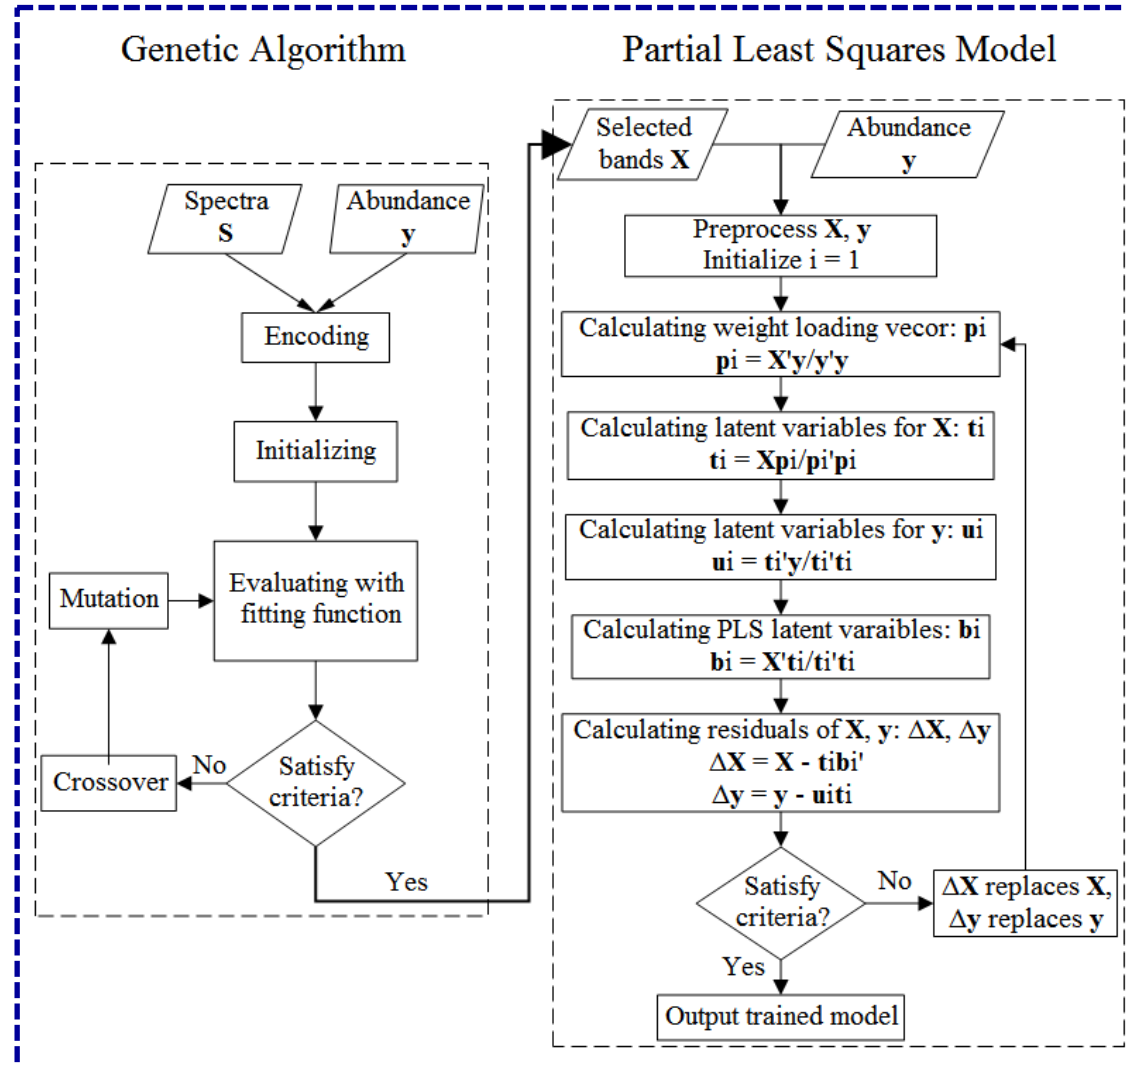 Genetic Algorithm
Spectra
S
Abundance
y
Encoding
Initializing
Evaluating with
fitting function
Mutation
Crossover
No
Satisfy
criteria?
Yes
Partial Least Squares Model
Selected
bands X
Abundance
y
Preprocess X, y
Initialize i = 1
Calculating weight loading vecor: pi
pi = X'y/y'y
Calculating latent variables for X: ti
ti = Xpi/pi'pi
Calculating latent variables for y: ui
ui = ti'y/ti'ti
Calculating PLS latent varaibles: bi
bi = X'ti/ti'ti
Calculating residuals of X, y: ΔX, Δy
ΔX = X - tibi'
Δy = y - uiti
Satisfy
criteria?
No
ΔX replaces X,
Δy replaces y
Yes
Output trained model